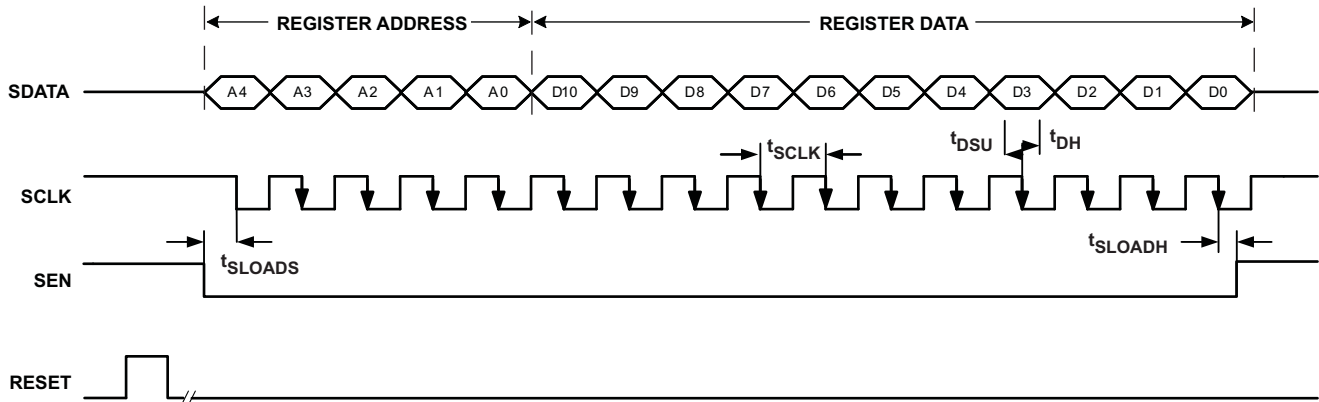 REGISTER ADDRESS REGISTER DATA
SDATA A4 A3 A2 A1 A0 D10 D9 D8 D7 D6 D5 D4 D3 D2 D1 D0
tSCLK tDSU tDH
SCLK
tSLOADS tSLOADH
SEN
RESET